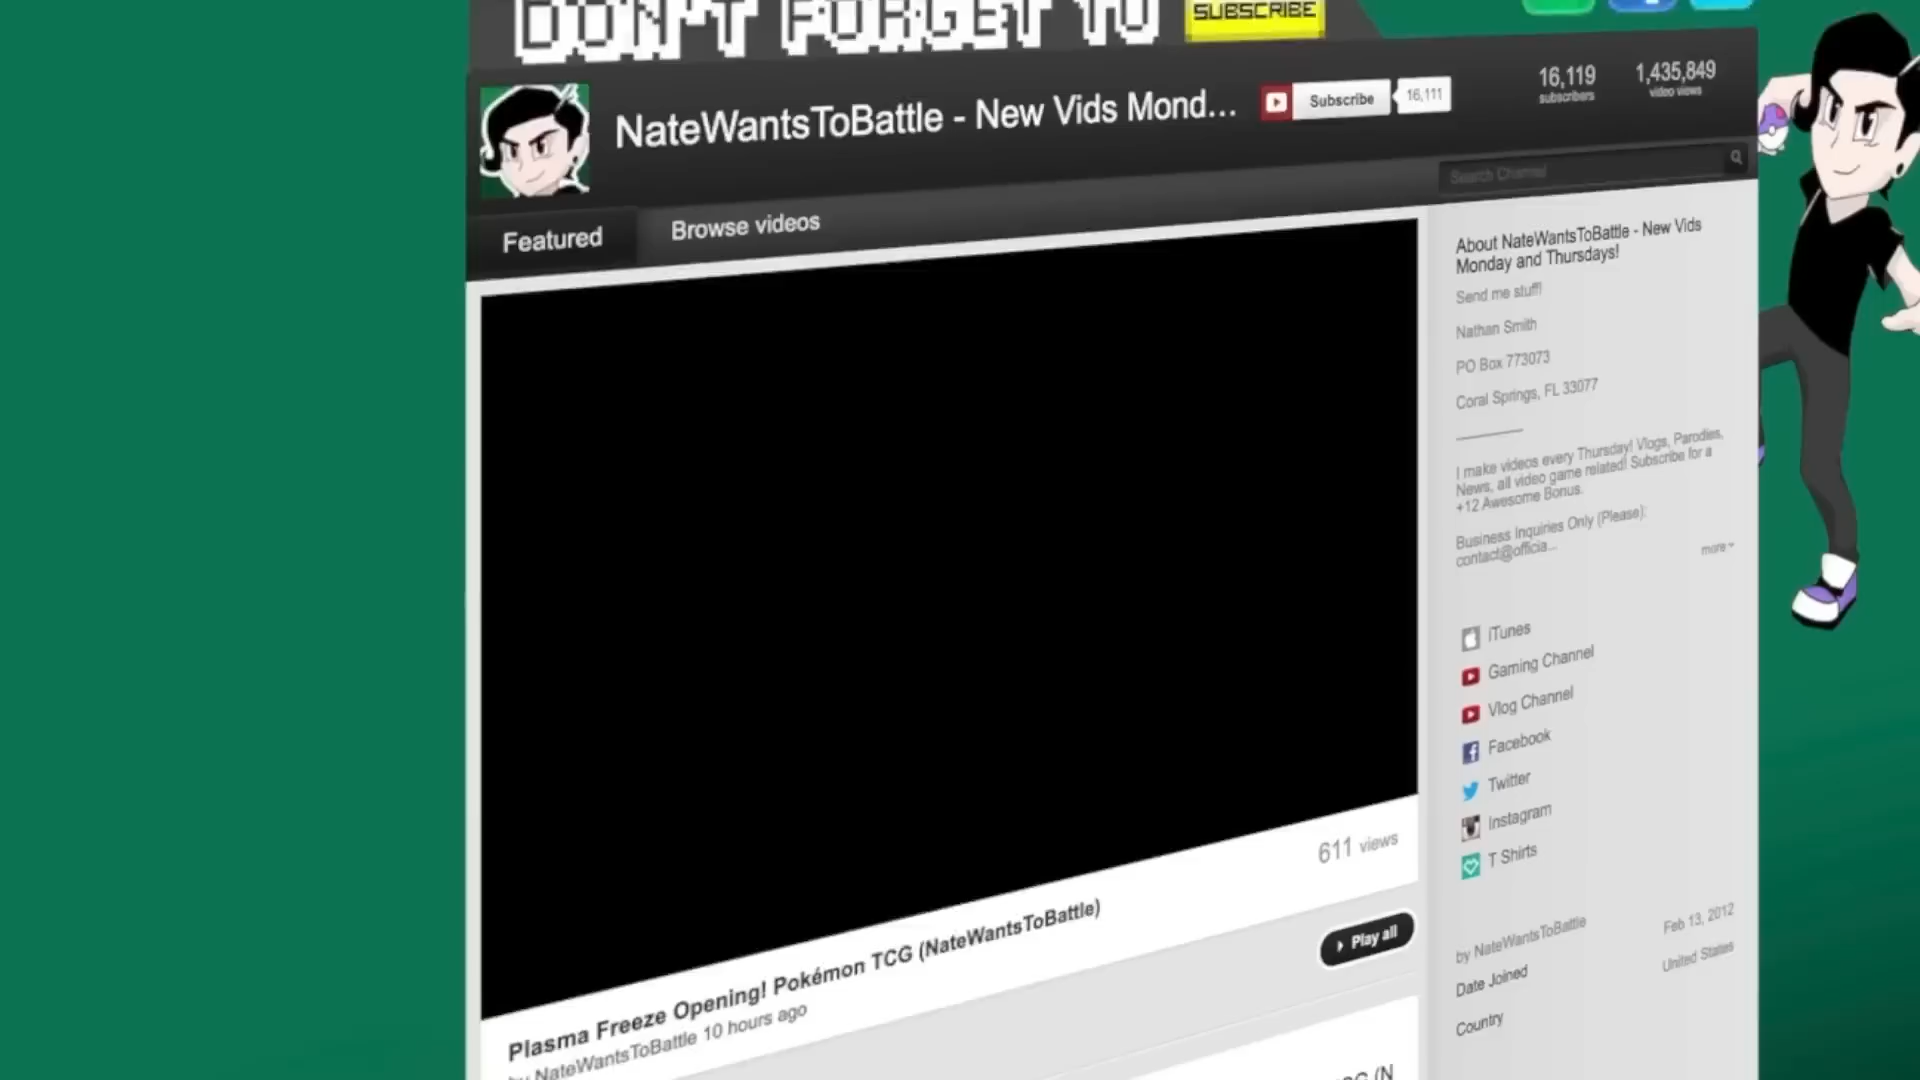 DON'T FORGET TO
SUBSCRIBE
NateWantsToBattle - New Vids Mond...
Subscribe
16,111
16,119
subscribers
1,435,849
video views
Search Channel
Featured
Browse videos
About NateWantsToBattle - New Vids
Monday and Thursdays!
Send me stuff!
Nathan Smith
PO Box 773073
Coral Springs, FL 33077
I make videos every Thursday! Vlogs, Parodies,
News, all video game related! Subscribe for a
+12 Awesome Bonus.
Business Inquiries Only (Please):
contact@officia...
more
iTunes
Gaming Channel
Vlog Channel
Facebook
Twitter
Instagram
T Shirts
611 views
Plasma Freeze Opening! Pokémon TCG (NateWantsToBattle)
by NateWantsToBattle 10 hours ago
Play all
by NateWantsToBattle
Feb 13, 2012
Date Joined
United States
Country